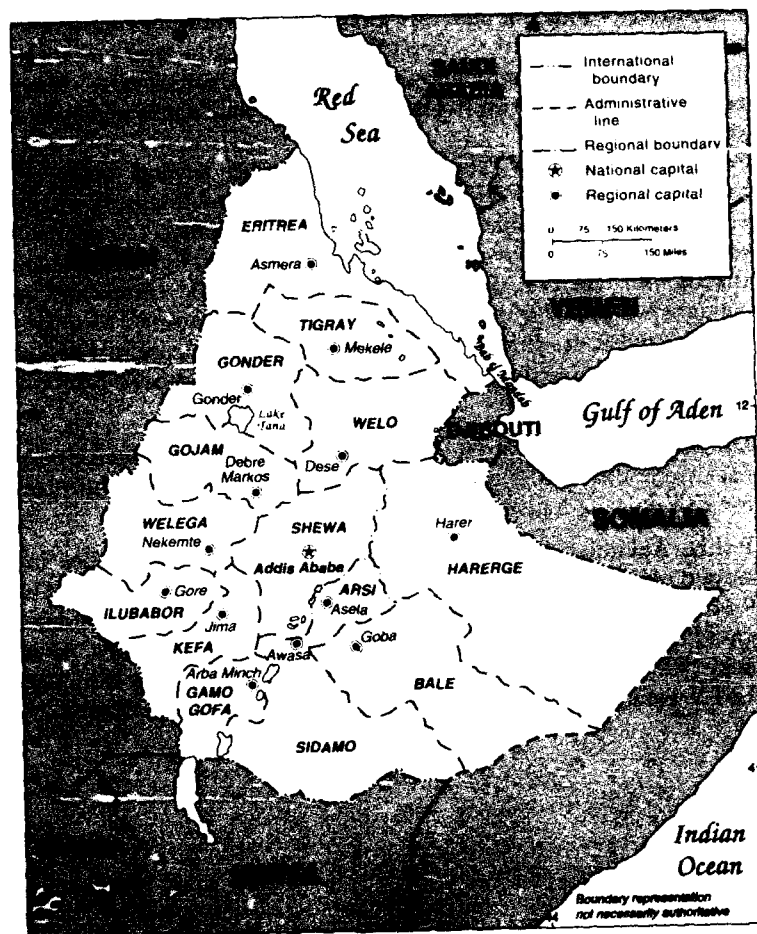 Red
Sea
International
boundary
Administrative
line
Regional boundary
National capital
Regional capital
0 75 150 Kilometers
0 75 150 Miles
ERITREA
Asmera
TIGRAY
Mekele
GONDER
Gonder
Lake
Tana
WELO
DJIBOUTI
Gulf of Aden
12
GOJAM
Debre
Markos
Dese
SOMALIA
WELEGA
Nekemte
SHEWA
Addis Ababa
Harer
HARERGE
Gore
ILUBABOR
ARSI
Asela
Jima
KEFA
Awasa
Goba
Arba Minch
GAMO
GOFA
BALE
SIDAMO
Indian
Ocean
Boundary representation
not necessarily authoritative